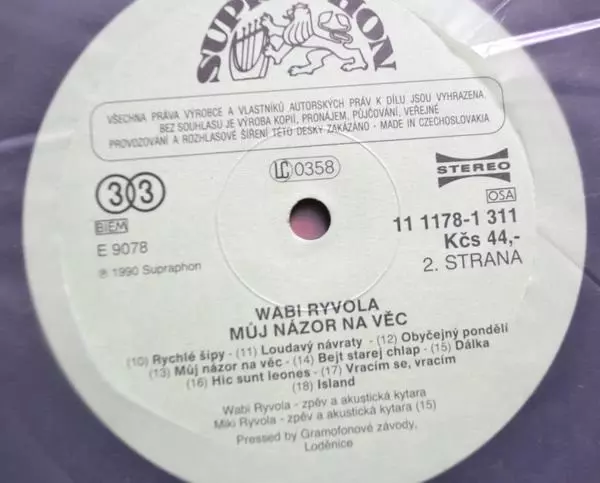 SUPRAPHON
VŠECHNA PRÁVA VÝROBCE A VLASTNÍKŮ AUTORSKÝCH PRÁV K DÍLU JSOU VYHRAZENA.
BEZ SOUHLASU JE VÝROBA KOPIÍ, PRONÁJEM, PŮJČOVÁNÍ, VEŘEJNÉ
PROVOZOVÁNÍ A ROZHLASOVÉ ŠÍŘENÍ TÉTO DESKY ZAKÁZÁNO - MADE IN CZECHOSLOVAKIA
33
LC 0358
STEREO
BIEM
OSA
E 9078
11 1178-1 311
Kčs 44,-
℗ 1990 Supraphon
2. STRANA
WABI RYVOLA
MŮJ NÁZOR NA VĚC
(10) Rychlé šípy - (11) Loudavý návraty - (12) Obyčejný pondělí
(13) Můj názor na věc - (14) Bejt starej chlap - (15) Dálka
(16) Hic sunt leones - (17) Vracím se, vracím
(18) Island
Wabi Ryvola - zpěv a akustická kytara
Miki Ryvola - zpěv a akustická kytara (15)
Pressed by Gramofonové závody,
Loděnice